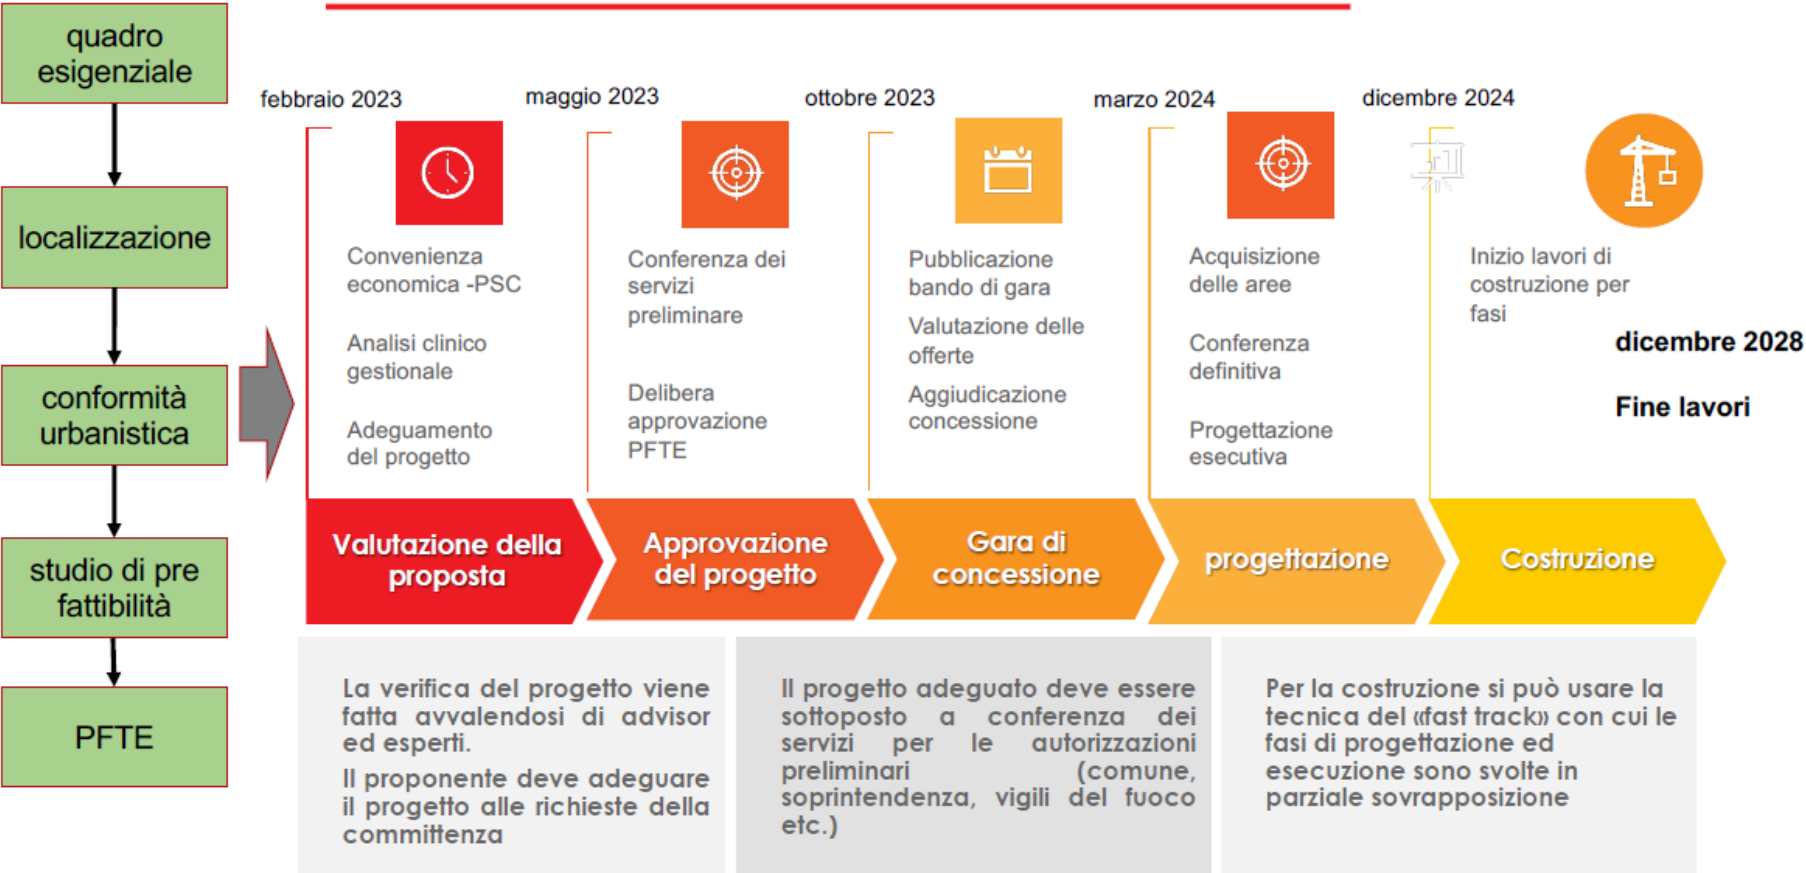 quadro
esigenziale
localizzazione
conformità
urbanistica
studio di pre
fattibilità
PFTE
febbraio 2023
maggio 2023
ottobre 2023
marzo 2024
dicembre 2024
Convenienza
economica -PSC
Analisi clinico
gestionale
Adeguamento
del progetto
Conferenza dei
servizi
preliminare
Delibera
approvazione
PFTE
Pubblicazione
bando di gara
Valutazione delle
offerte
Aggiudicazione
concessione
Acquisizione
delle aree
Conferenza
definitiva
Progettazione
esecutiva
Inizio lavori di
costruzione per
fasi
dicembre 2028
Fine lavori
Valutazione della
proposta
Approvazione
del progetto
Gara di
concessione
progettazione
Costruzione
La verifica del progetto viene
fatta avvalendosi di advisor
ed esperti.
Il proponente deve adeguare
il progetto alle richieste della
committenza
Il progetto adeguato deve essere
sottoposto a conferenza dei
servizi per le autorizzazioni
preliminari (comune,
soprintendenza, vigili del fuoco
etc.)
Per la costruzione si può usare la
tecnica del «fast track» con cui le
fasi di progettazione ed
esecuzione sono svolte in
parziale sovrapposizione